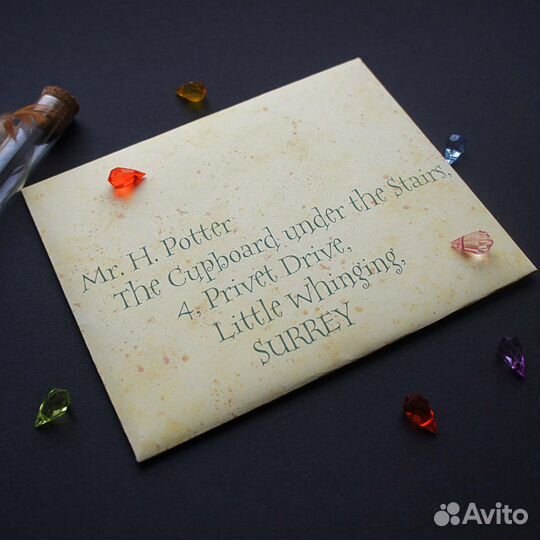 Mr. H. Potter
The Cupboard under the Stairs,
4, Privet Drive,
Little Whinging,
SURREY
Avito